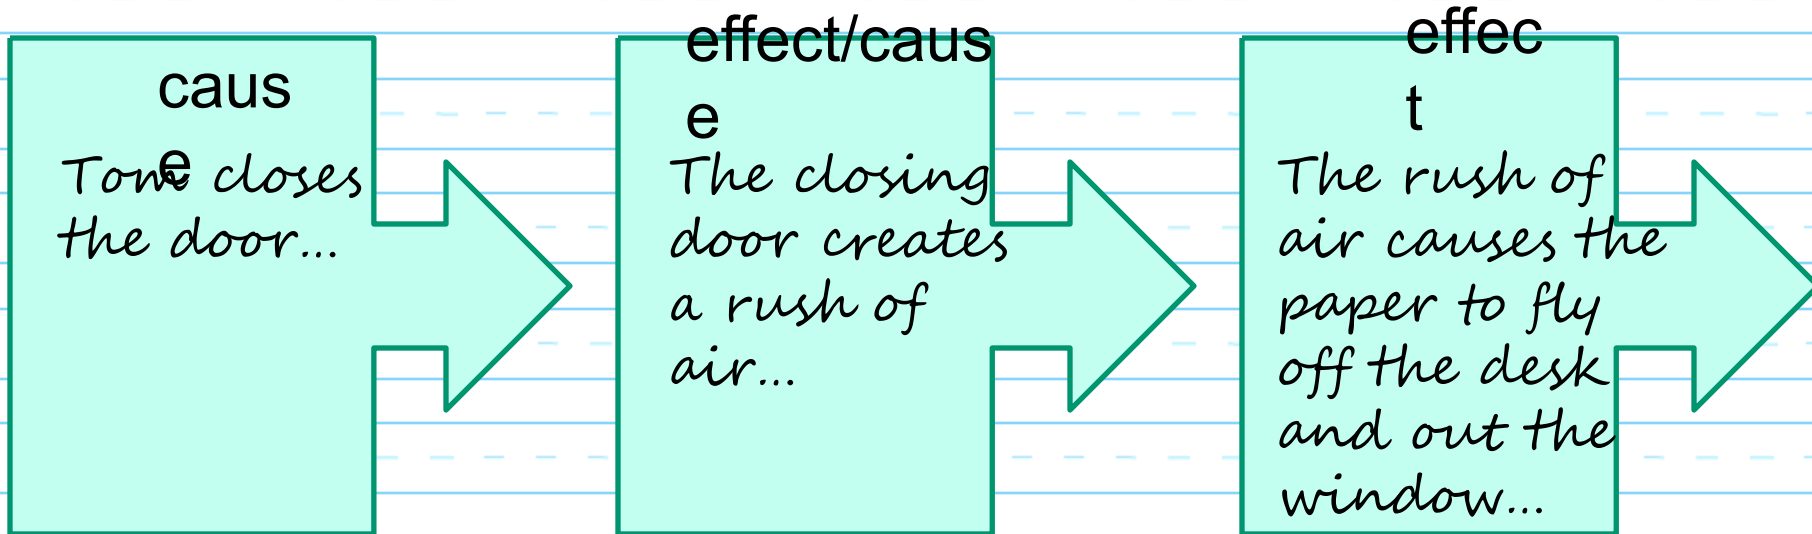 caus
e
Tom closes
the door...
effect/caus
e
The closing
door creates
a rush of
air...
effec
t
The rush of
air causes the
paper to fly
off the desk
and out the
window...